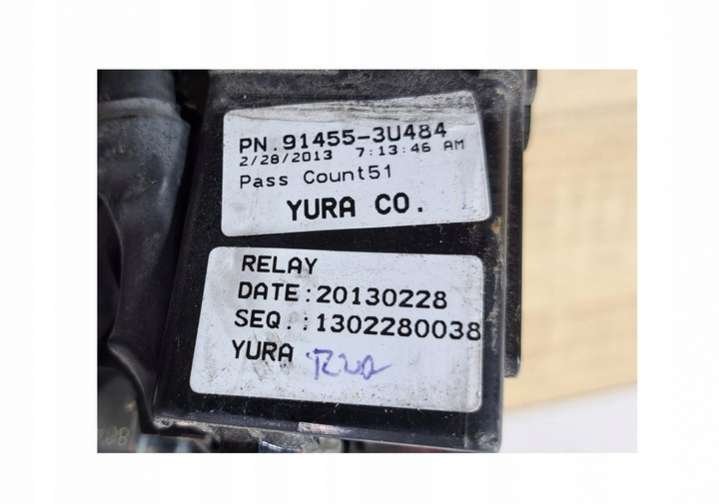 PN.91455-3U484
2/28/2013 7:13:46 AM
Pass Count51
YURA CO.
RELAY
DATE:20130228
SEQ.:1302280038
YURA